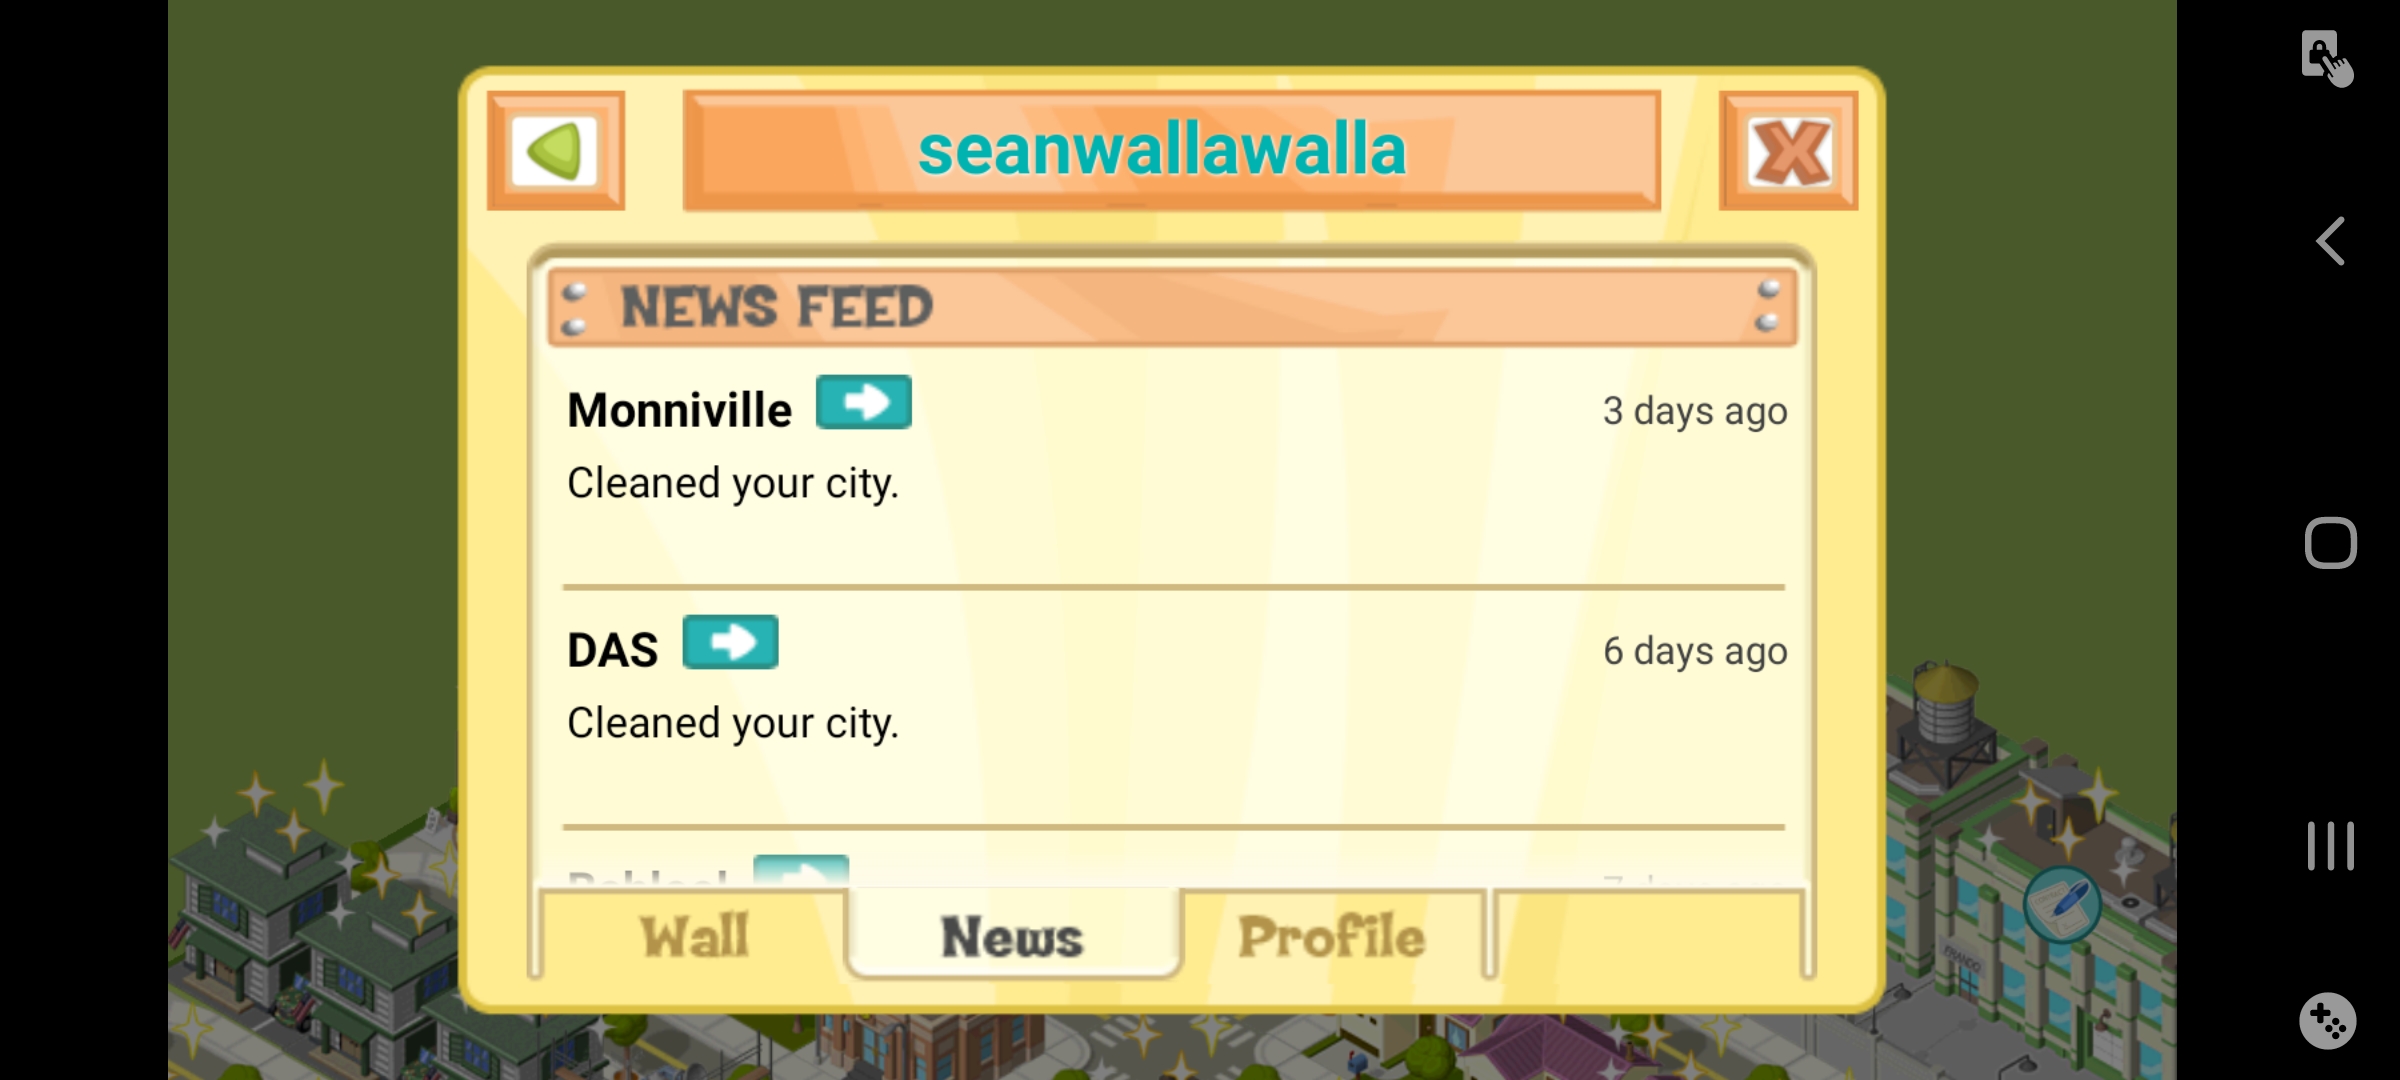 seanwallawalla
NEWS FEED
Monniville
3 days ago
Cleaned your city.
DAS
6 days ago
Cleaned your city.
Wall
News
Profile